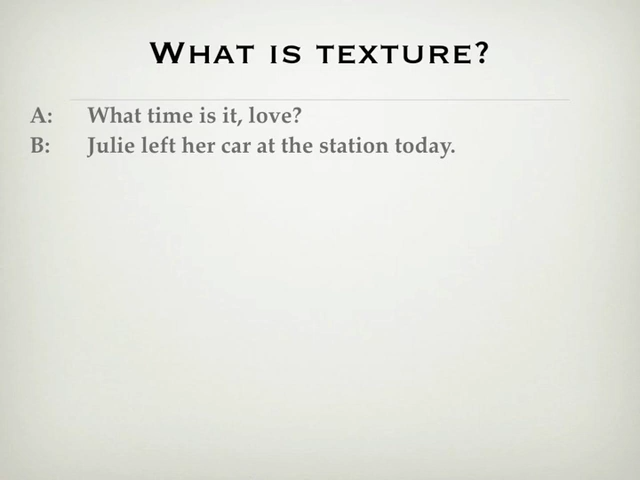 What is texture?
A: What time is it, love?
B: Julie left her car at the station today.